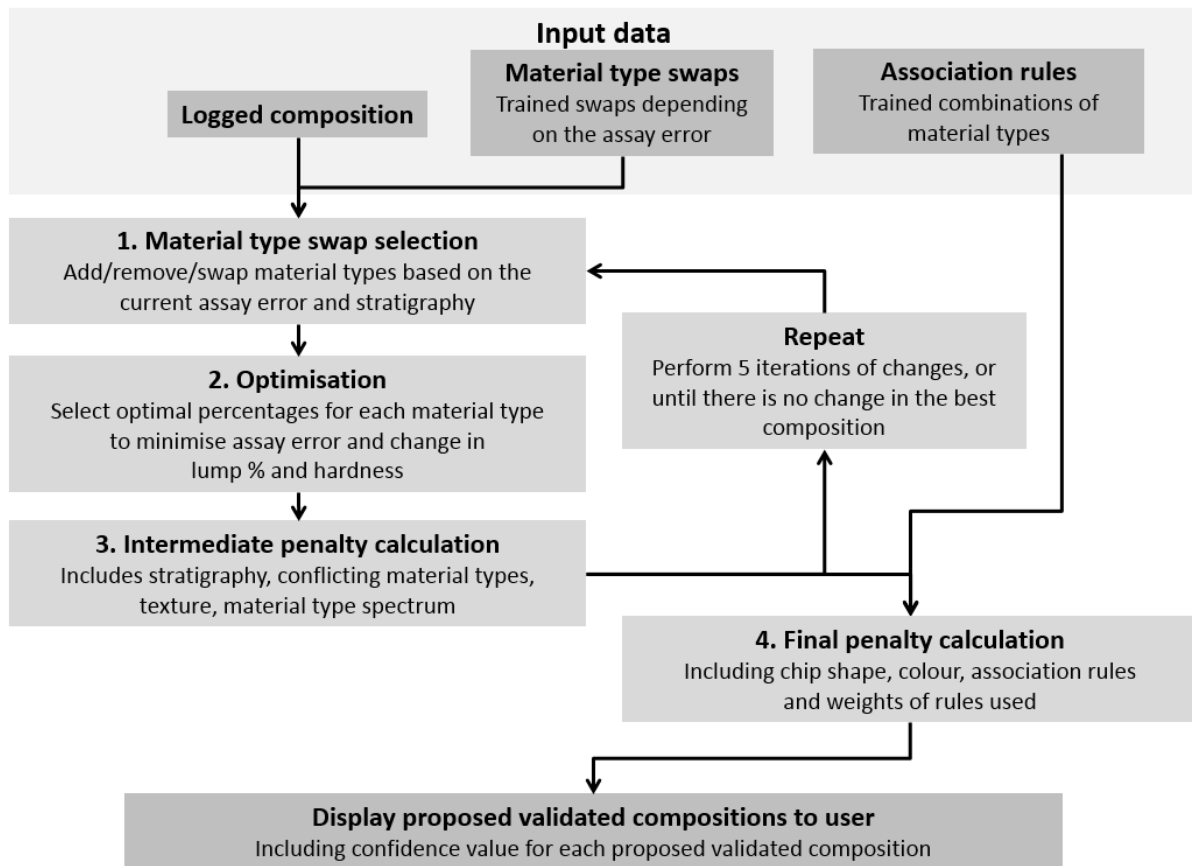 Input data
Logged composition
Material type swaps
Trained swaps depending
on the assay error
Association rules
Trained combinations of
material types
1. Material type swap selection
Add/remove/swap material types based on the
current assay error and stratigraphy
2. Optimisation
Select optimal percentages for each material type
to minimise assay error and change in
lump % and hardness
Repeat
Perform 5 iterations of changes, or
until there is no change in the best
composition
3. Intermediate penalty calculation
Includes stratigraphy, conflicting material types,
texture, material type spectrum
4. Final penalty calculation
Including chip shape, colour, association rules
and weights of rules used
Display proposed validated compositions to user
Including confidence value for each proposed validated composition